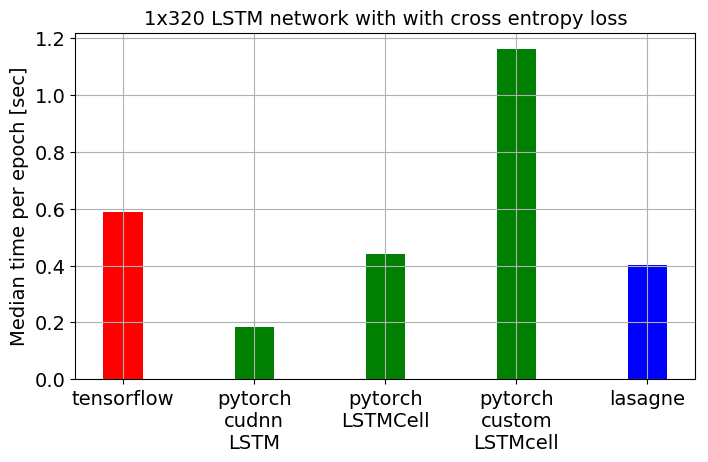 1x320 LSTM network with with cross entropy loss
Median time per epoch [sec]
1.2
1.0
0.8
0.6
0.4
0.2
0.0
tensorflow
pytorch
cudnn
LSTM
pytorch
LSTMCell
pytorch
custom
LSTMcell
lasagne